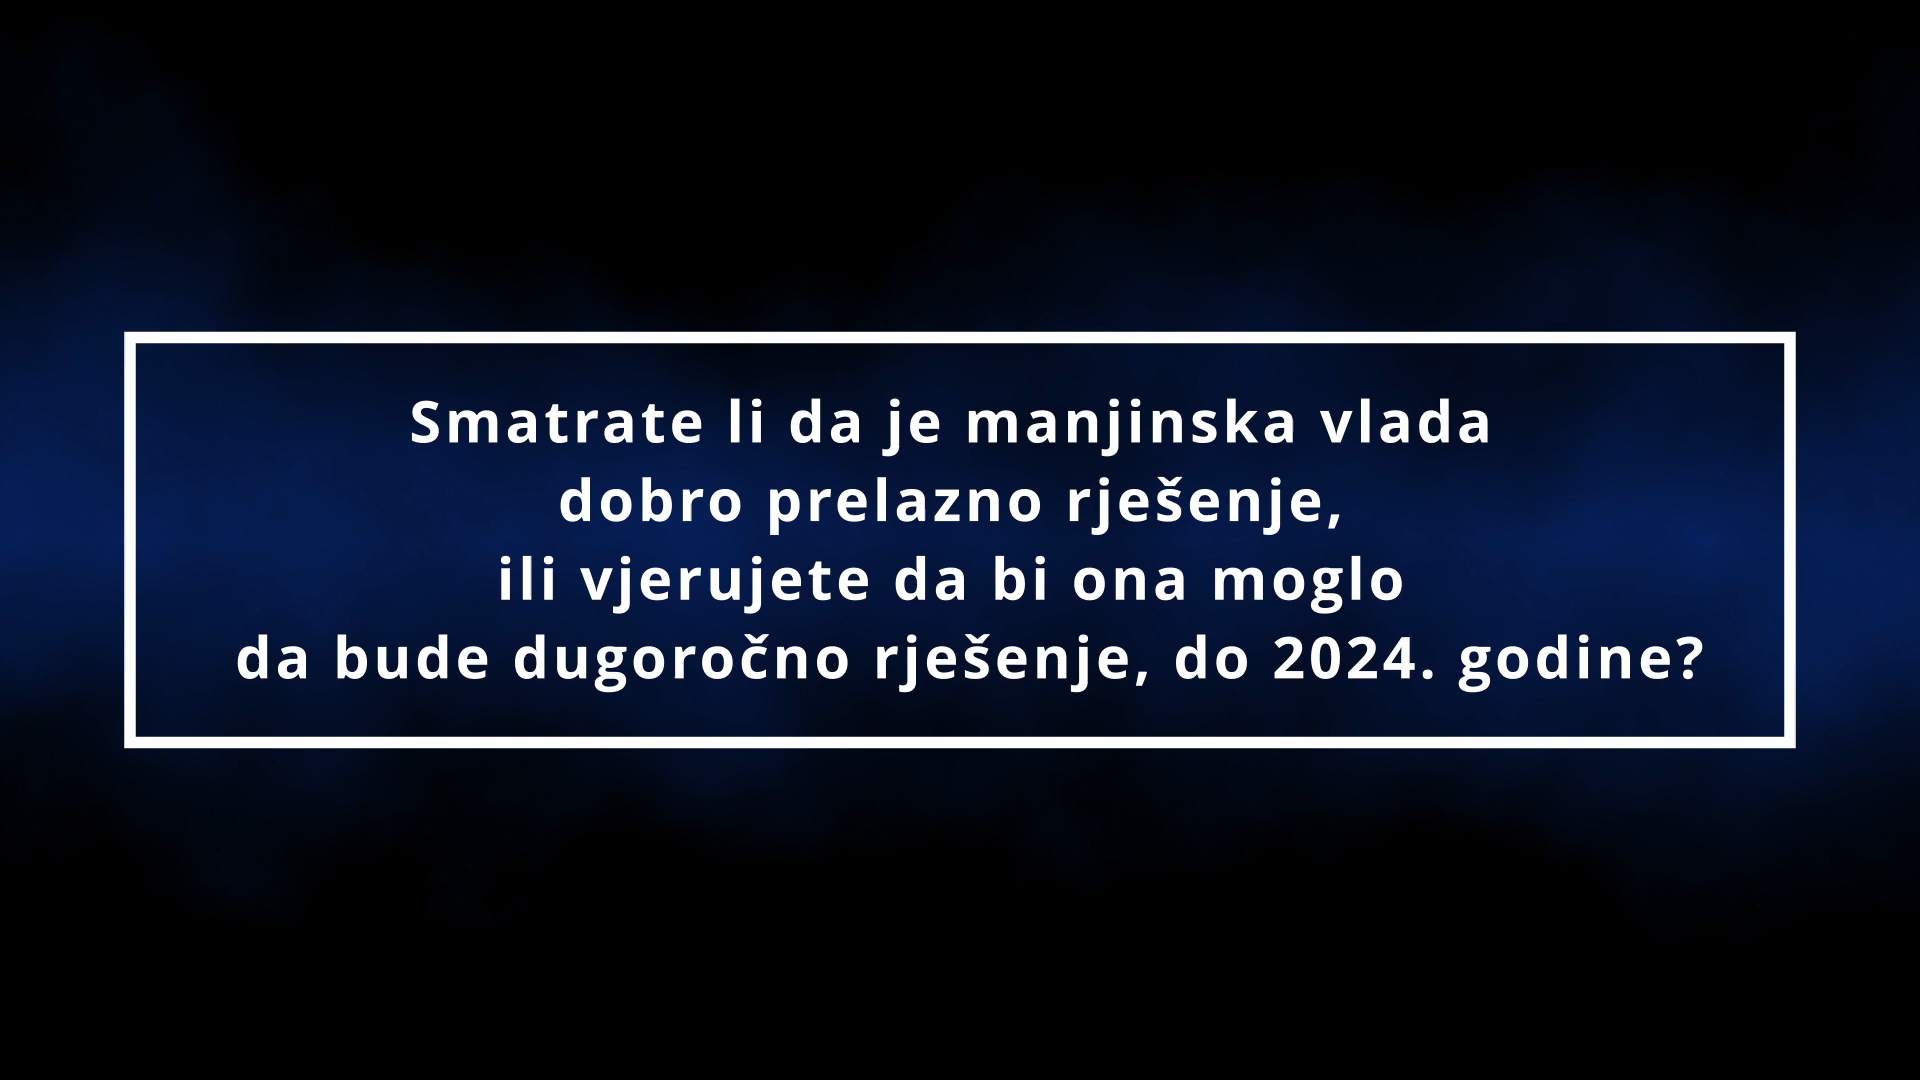 Smatrate li da je manjinska vlada
dobro prelazno rješenje,
ili vjerujete da bi ona moglo
da bude dugoročno rješenje, do 2024. godine?